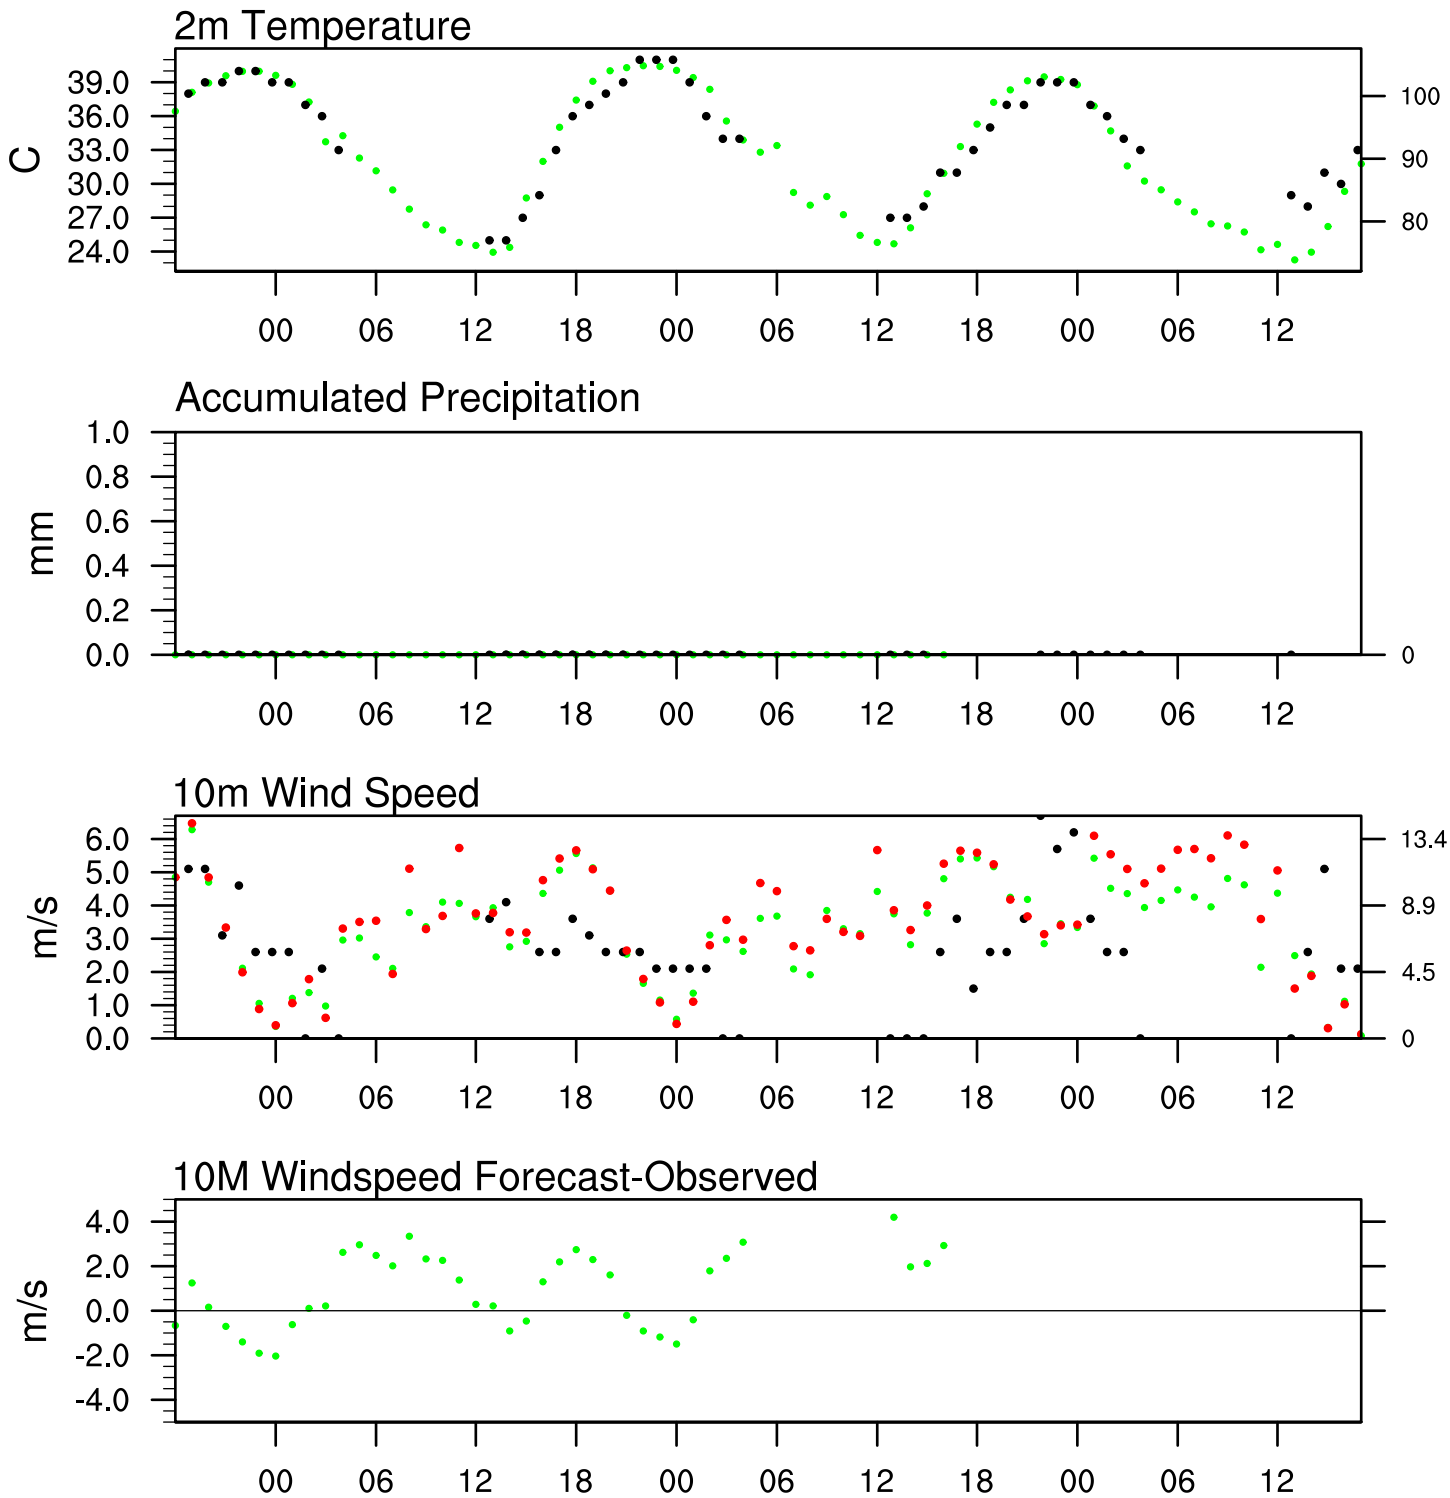 2m Temperature
C
39.0
36.0
33.0
30.0
27.0
24.0
100
90
80
00 06 12 18 00 06 12 18 00 06 12
Accumulated Precipitation
mm
1.0
0.8
0.6
0.4
0.2
0.0
0
00 06 12 18 00 06 12 18 00 06 12
10m Wind Speed
m/s
6.0
5.0
4.0
3.0
2.0
1.0
0.0
13.4
8.9
4.5
0
00 06 12 18 00 06 12 18 00 06 12
10M Windspeed Forecast-Observed
m/s
4.0
2.0
0.0
-2.0
-4.0
00 06 12 18 00 06 12 18 00 06 12